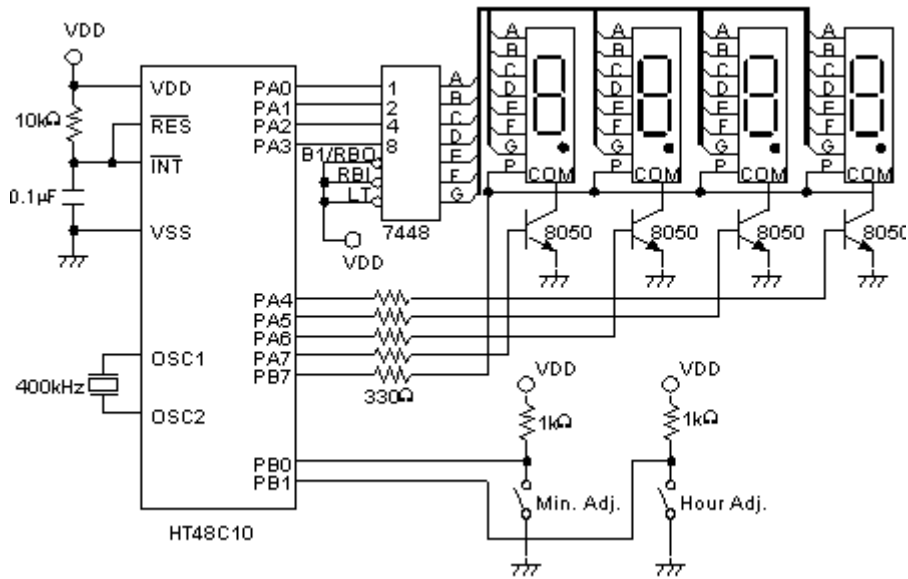 VDD
10kΩ
0.1µF
VDD
RES
INT
VSS
OSC1
OSC2
400kHz
HT48C10
PA0
PA1
PA2
PA3
PA4
PA5
PA6
PA7
PB7
PB0
PB1
1
2
4
8
B1/RBO
RBI
LT
7448
VDD
A
B
C
D
E
F
G
A
B
C
D
E
F
G
P
COM
A
B
C
D
E
F
G
P
COM
A
B
C
D
E
F
G
P
COM
A
B
C
D
E
F
G
P
COM
8050
8050
8050
8050
330Ω
VDD
1kΩ
Min. Adj.
VDD
1kΩ
Hour Adj.